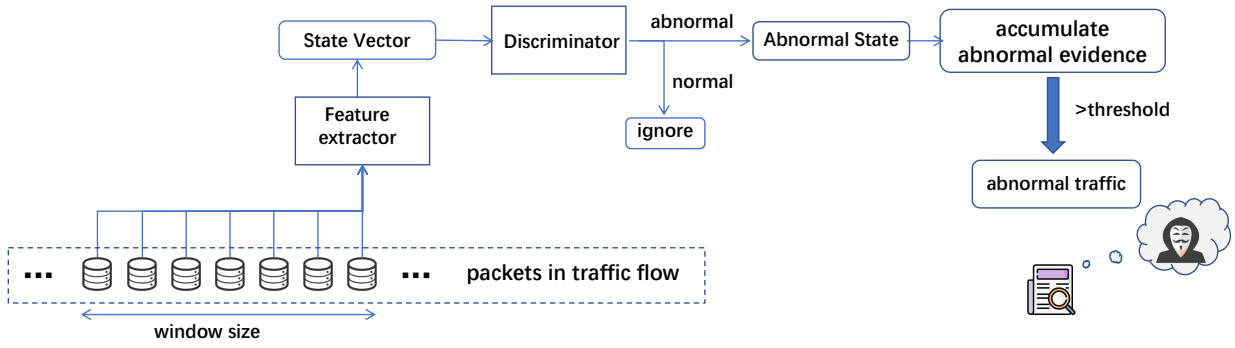 State Vector
Discriminator
abnormal
normal
ignore
Abnormal State
accumulate
abnormal evidence
>threshold
abnormal traffic
Feature
extractor
... packets in traffic flow ...
window size